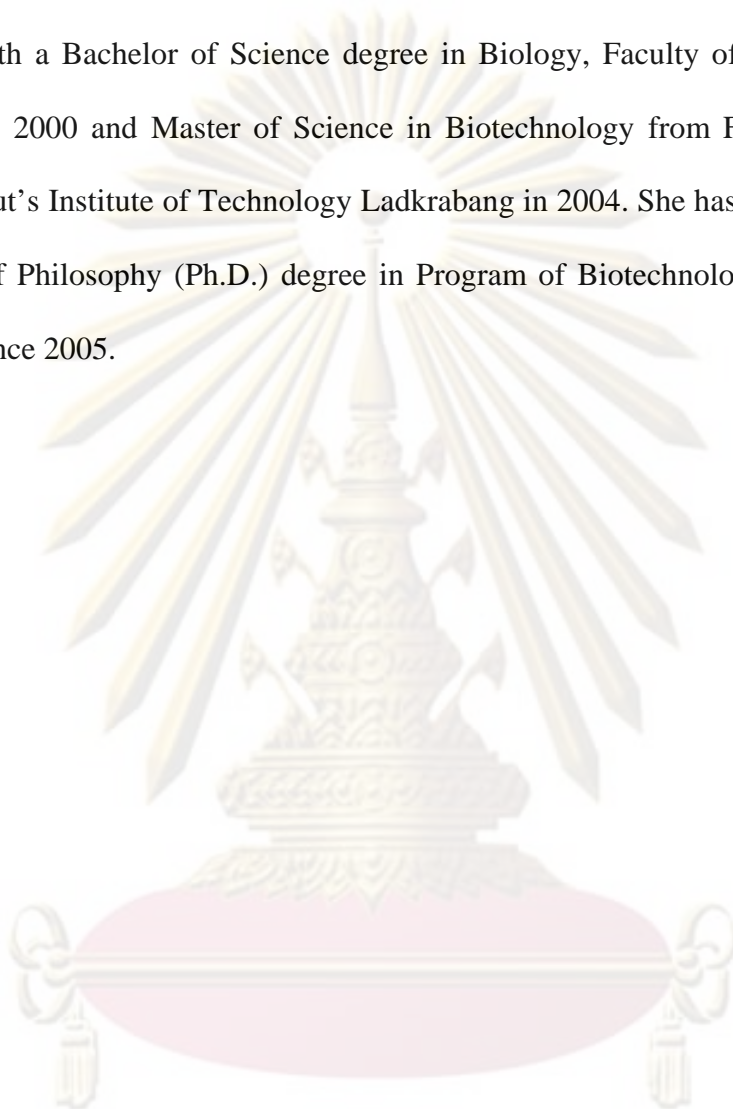 th a Bachelor of Science degree in Biology, Faculty of
2000 and Master of Science in Biotechnology from F
ut's Institute of Technology Ladkrabang in 2004. She has
f Philosophy (Ph.D.) degree in Program of Biotechnolo
nce 2005.